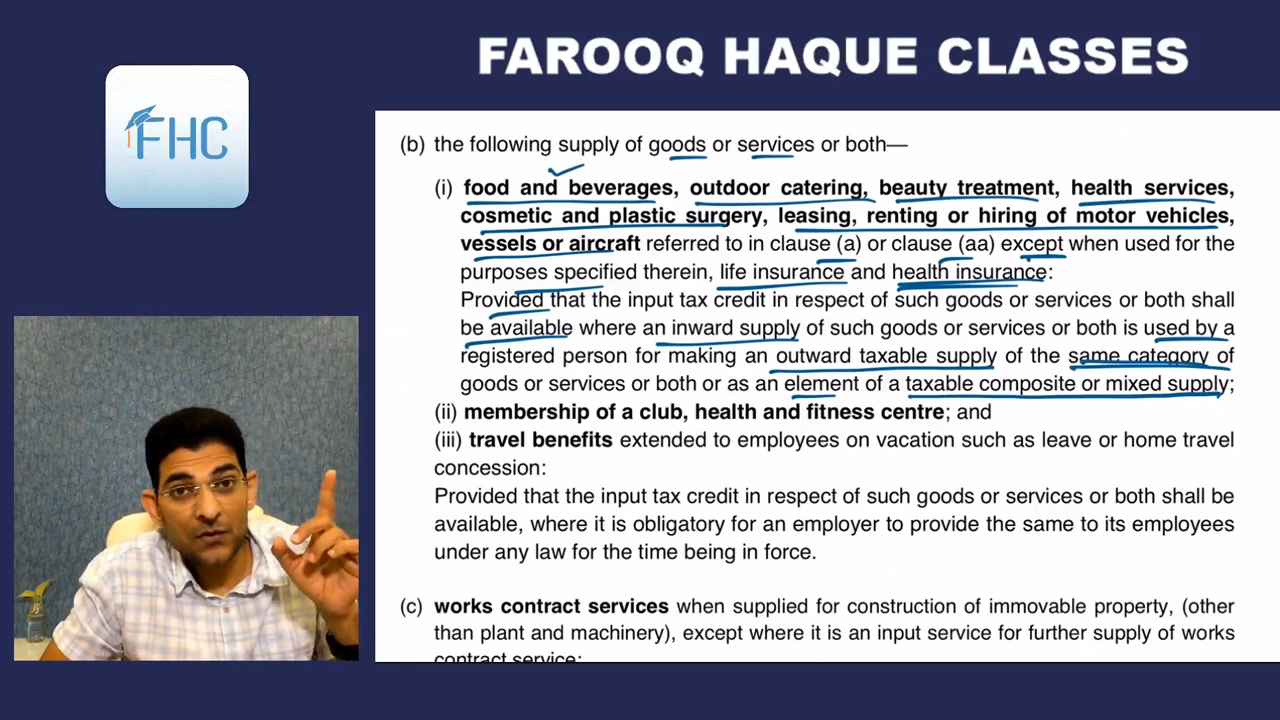 FAROOQ HAQUE CLASSES
FHC
(b) the following supply of goods or services or both—
(i) food and beverages, outdoor catering, beauty treatment, health services,
cosmetic and plastic surgery, leasing, renting or hiring of motor vehicles,
vessels or aircraft referred to in clause (a) or clause (aa) except when used for the
purposes specified therein, life insurance and health insurance:
Provided that the input tax credit in respect of such goods or services or both shall
be available where an inward supply of such goods or services or both is used by a
registered person for making an outward taxable supply of the same category of
goods or services or both or as an element of a taxable composite or mixed supply;
(ii) membership of a club, health and fitness centre; and
(iii) travel benefits extended to employees on vacation such as leave or home travel
concession:
Provided that the input tax credit in respect of such goods or services or both shall be
available, where it is obligatory for an employer to provide the same to its employees
under any law for the time being in force.
(c) works contract services when supplied for construction of immovable property, (other
than plant and machinery), except where it is an input service for further supply of works
contract service;